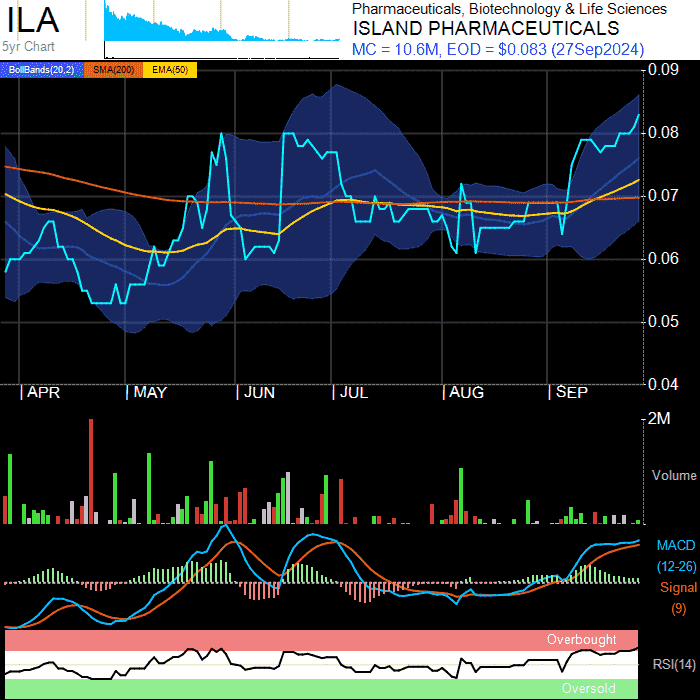 ILA
5yr Chart
Pharmaceuticals, Biotechnology & Life Sciences
ISLAND PHARMACEUTICALS
MC = 10.6M, EOD = $0.083 (27Sep2024)
BollBands(20,2) SMA(200) EMA(50)
0.09
0.08
0.07
0.06
0.05
0.04
APR MAY JUN JUL AUG SEP
2M
Volume
MACD
(12-26)
Signal
(9)
Overbought
RSI(14)
Oversold